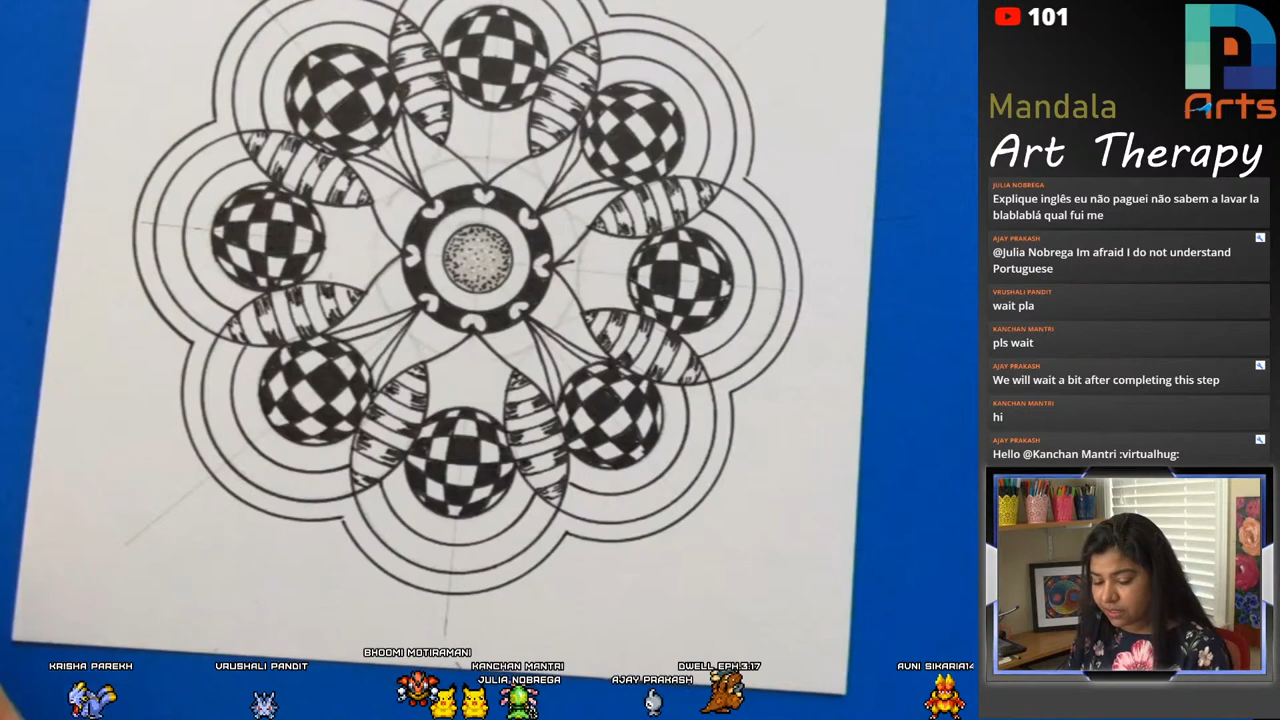 101
Arts
Mandala
Art Therapy
JULIA NOBREGA
Explique inglês eu não paguei não sabem a lavar la
blablablá qual fui me
AJAY PRAKASH
@Julia Nobrega Im afraid I do not understand
Portuguese
VRUSHALI PANDIT
wait pla
KANCHAN MANTRI
pls wait
AJAY PRAKASH
We will wait a bit after completing this step
KANCHAN MANTRI
hi
AJAY PRAKASH
Hello @Kanchan Mantri :virtualhug:
BHOOMI MOTIRAMANI
KRISHA PAREKH VRUSHALI PANDIT KANCHAN MANTRI DWELL EPH.3.17 AVNI SIKARIA14
JULIA NOBREGA AJAY PRAKASH